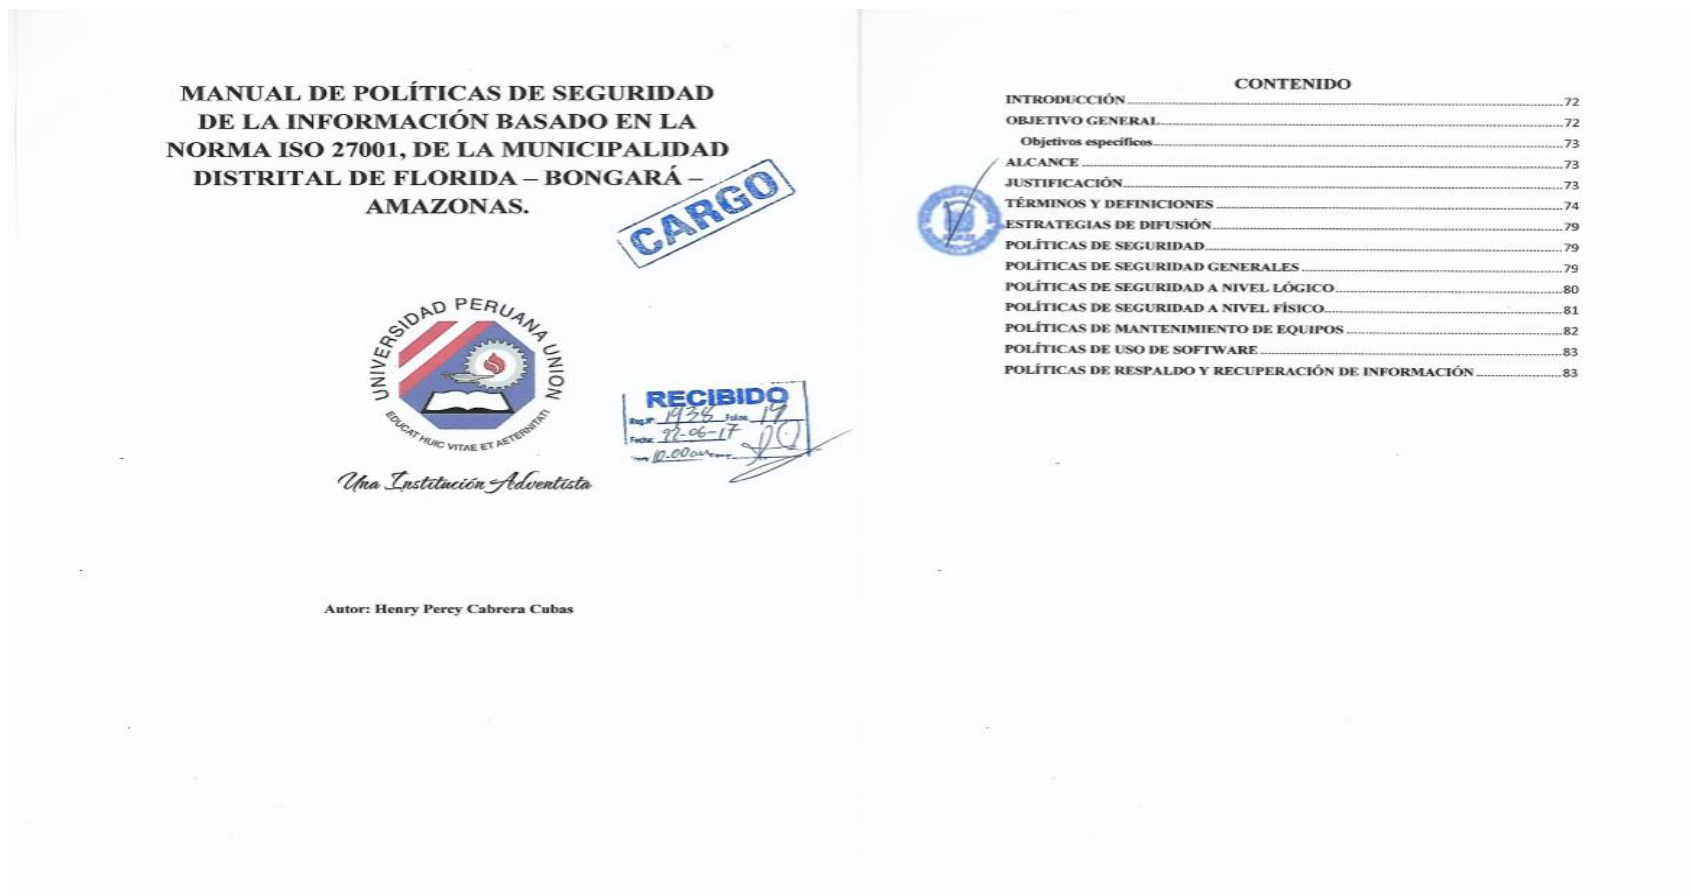 MANUAL DE POLÍTICAS DE SEGURIDAD
DE LA INFORMACIÓN BASADO EN LA
NORMA ISO 27001, DE LA MUNICIPALIDAD
DISTRITAL DE FLORIDA – BONGARÁ –
AMAZONAS.
CARGO
UNIVERSIDAD PERUANA UNION
EDUCAT HUIC VITAE ET AETERNITATI
Una Institución Adventista
RECIBIDO
Reg.Nº: 1938 Folios: 19
Fecha: 22-06-17
10.00am
Autor: Henry Percy Cabrera Cubas
CONTENIDO
INTRODUCCIÓN 72
OBJETIVO GENERAL 72
Objetivos específicos 73
ALCANCE 73
JUSTIFICACIÓN 73
TÉRMINOS Y DEFINICIONES 74
ESTRATEGIAS DE DIFUSIÓN 79
POLÍTICAS DE SEGURIDAD 79
POLÍTICAS DE SEGURIDAD GENERALES 79
POLÍTICAS DE SEGURIDAD A NIVEL LÓGICO 80
POLÍTICAS DE SEGURIDAD A NIVEL FÍSICO 81
POLÍTICAS DE MANTENIMIENTO DE EQUIPOS 82
POLÍTICAS DE USO DE SOFTWARE 83
POLÍTICAS DE RESPALDO Y RECUPERACIÓN DE INFORMACIÓN 83